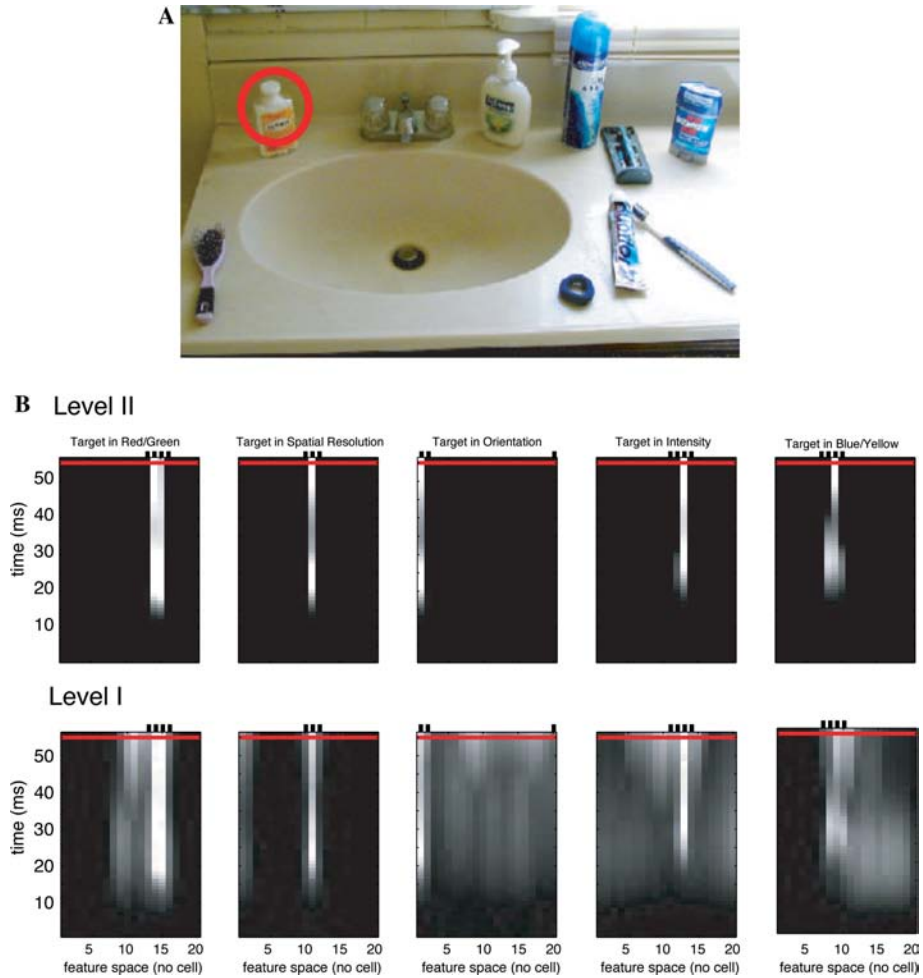 A
B Level II
Target in Red/Green Target in Spatial Resolution Target in Orientation Target in Intensity Target in Blue/Yellow
time (ms)
50
40
30
20
10
Level I
time (ms)
50
40
30
20
10
5 10 15 20 5 10 15 20 5 10 15 20 5 10 15 20 5 10 15 20
feature space (no cell) feature space (no cell) feature space (no cell) feature space (no cell) feature space (no cell)